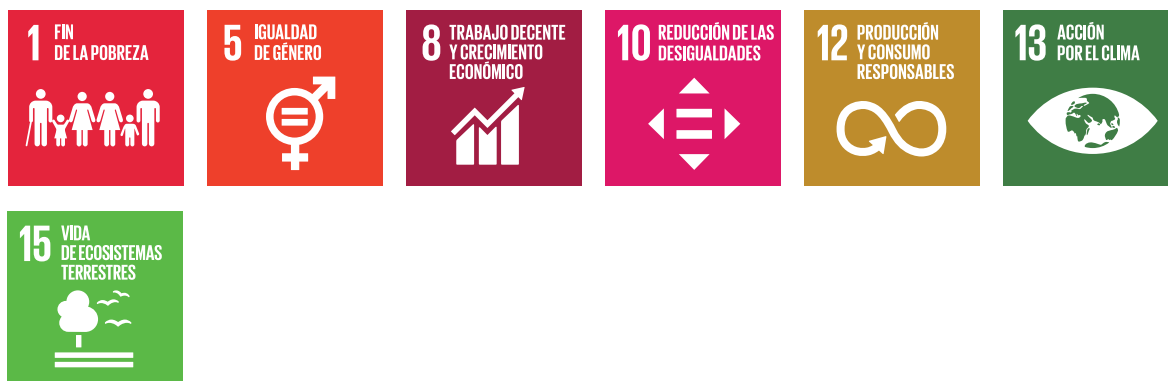 1 FIN
DE LA POBREZA
5 IGUALDAD
DE GÉNERO
8 TRABAJO DECENTE
Y CRECIMIENTO
ECONÓMICO
10 REDUCCIÓN DE LAS
DESIGUALDADES
12 PRODUCCIÓN
Y CONSUMO
RESPONSABLES
13 ACCIÓN
POR EL CLIMA
15 VIDA
DE ECOSISTEMAS
TERRESTRES